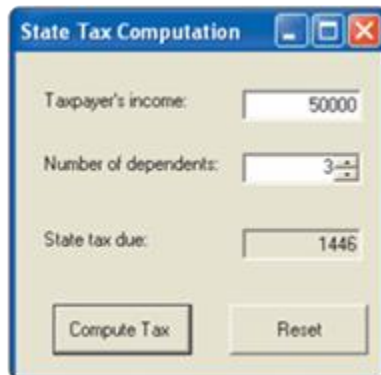 State Tax Computation
Taxpayer's income: 50000
Number of dependents: 3
State tax due: 1446
Compute Tax Reset